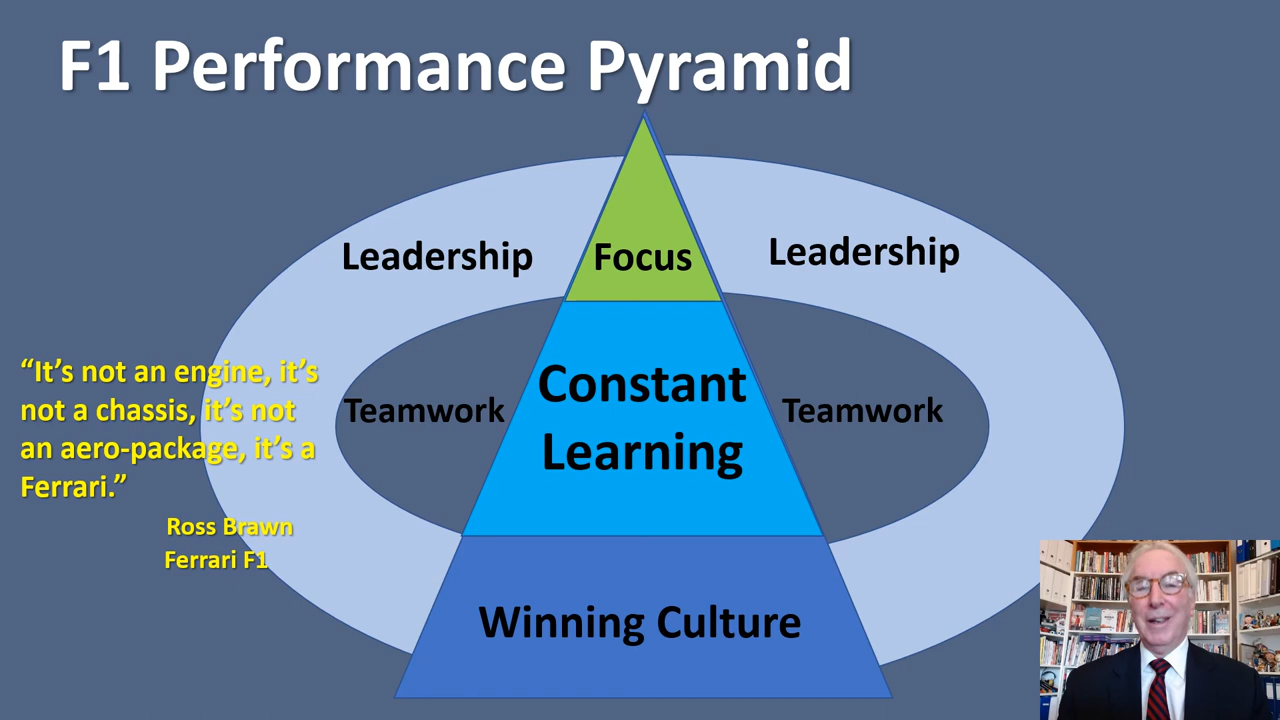 F1 Performance Pyramid
Leadership
Focus
Leadership
Constant
Learning
Teamwork
Teamwork
Winning Culture
“It’s not an engine, it’s
not a chassis, it’s not
an aero-package, it’s a
Ferrari.”
Ross Brawn
Ferrari F1